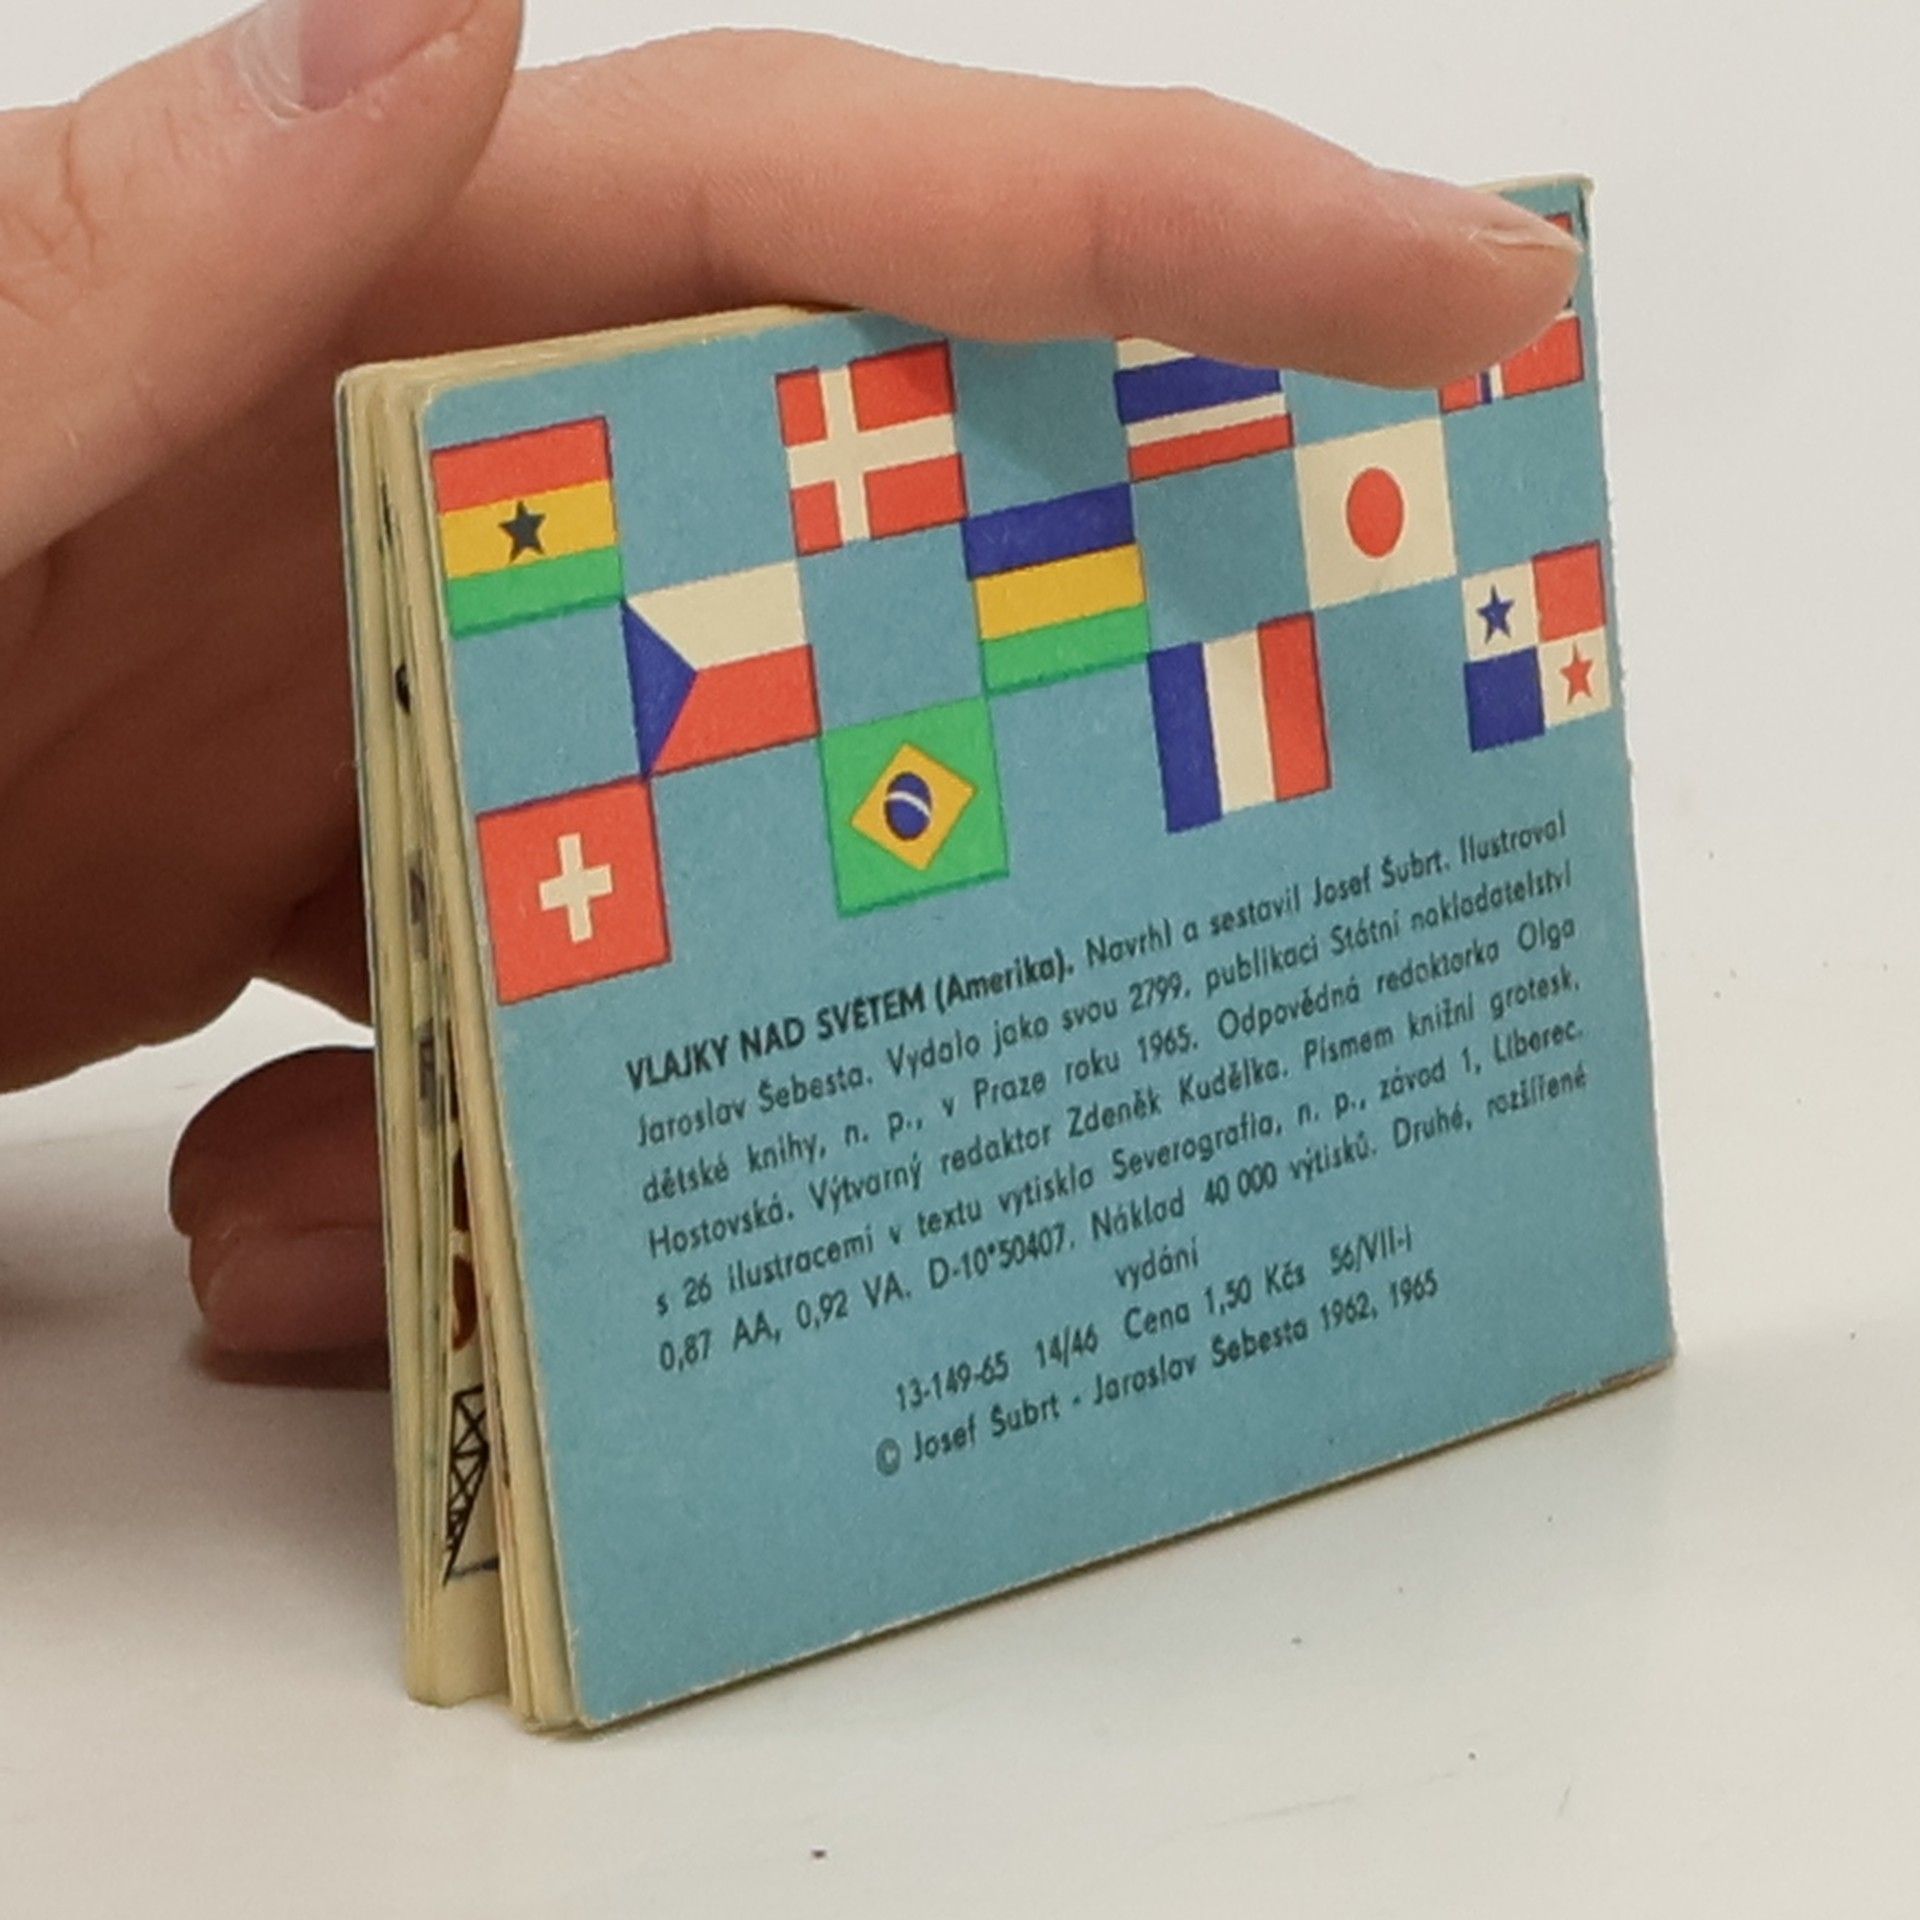 VLAJKY NAD SVĚTEM (Amerika). Navrhl a sestavil Josef Šubrt. Ilustroval
Jaroslav Šebesta. Vydalo jako svou 2799. publikaci Státní nakladatelství
dětské knihy, n. p., v Praze roku 1965. Odpovědná redaktorka Olga
Hostovská. Výtvarný redaktor Zdeněk Kudělka. Písmem knižní grotesk,
s 26 ilustracemi v textu vytiskla Severografia, n. p., závod 1, Liberec.
0,87 AA, 0,92 VA. D-10*50407. Náklad 40 000 výtisků. Druhé, rozšířené
vydání
13-149-65 14/46 Cena 1,50 Kčs 56/VII-I
© Josef Šubrt - Jaroslav Šebesta 1962, 1965